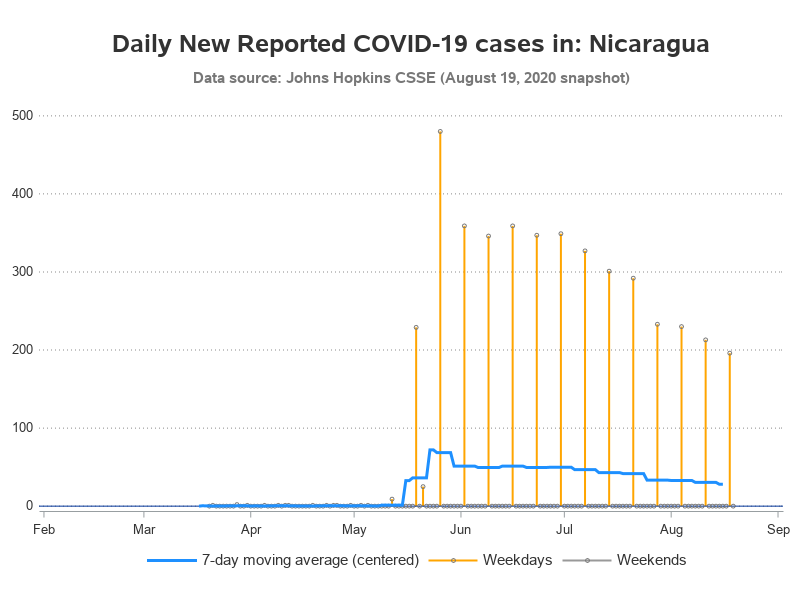 Daily New Reported COVID-19 cases in: Nicaragua
Data source: Johns Hopkins CSSE (August 19, 2020 snapshot)
500
400
300
200
100
0
Feb Mar Apr May Jun Jul Aug Sep
7-day moving average (centered) Weekdays Weekends